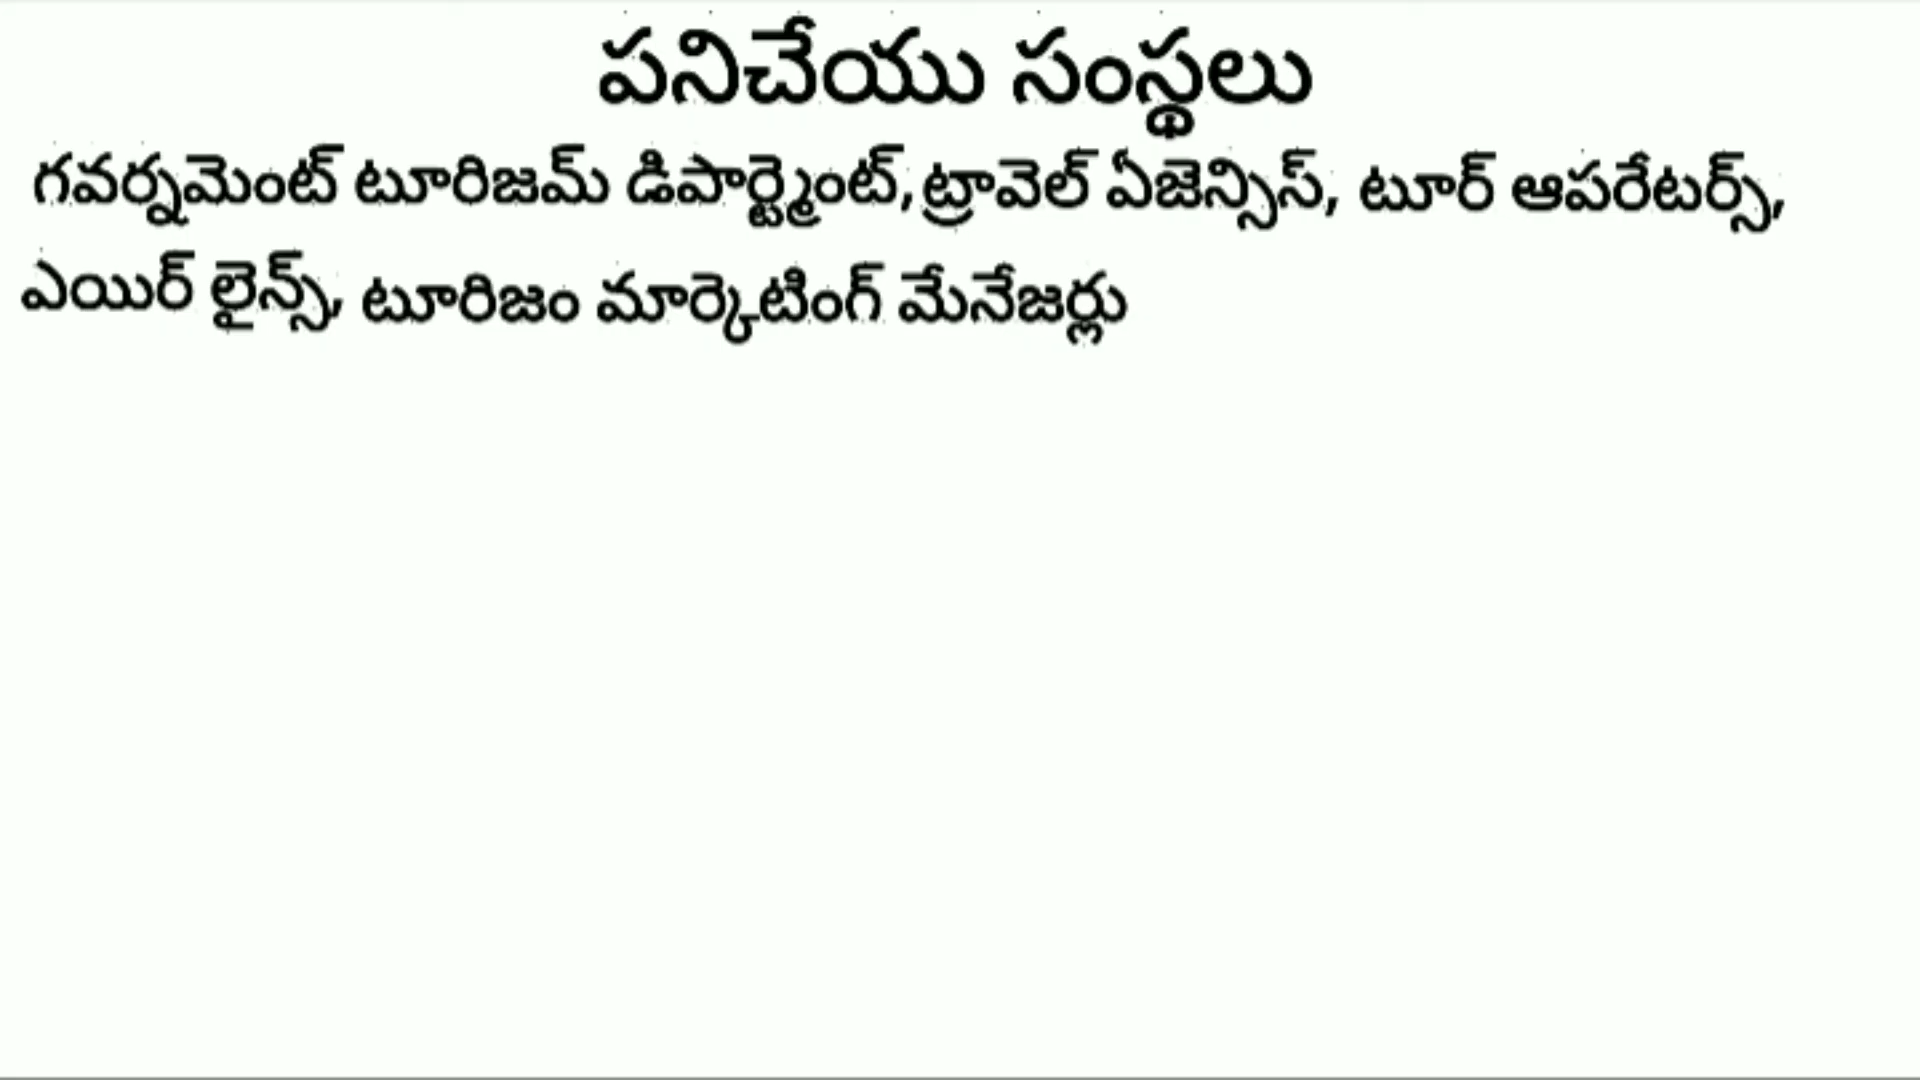 పనిచేయు సంస్థలు
గవర్నమెంట్ టూరిజమ్ డిపార్ట్మెంట్, ట్రావెల్ ఏజెన్సిస్, టూర్ ఆపరేటర్స్,
ఎయిర్ లైన్స్, టూరిజం మార్కెటింగ్ మేనేజర్లు